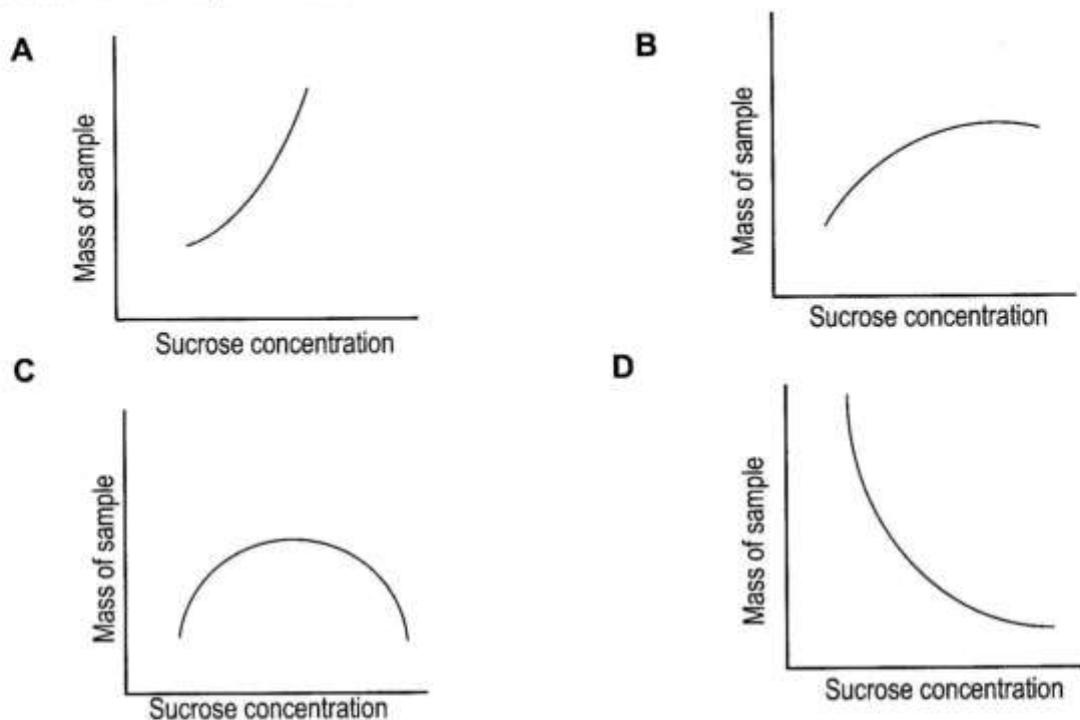 A
Mass of sample
Sucrose concentration
B
Mass of sample
Sucrose concentration
C
Mass of sample
Sucrose concentration
D
Mass of sample
Sucrose concentration